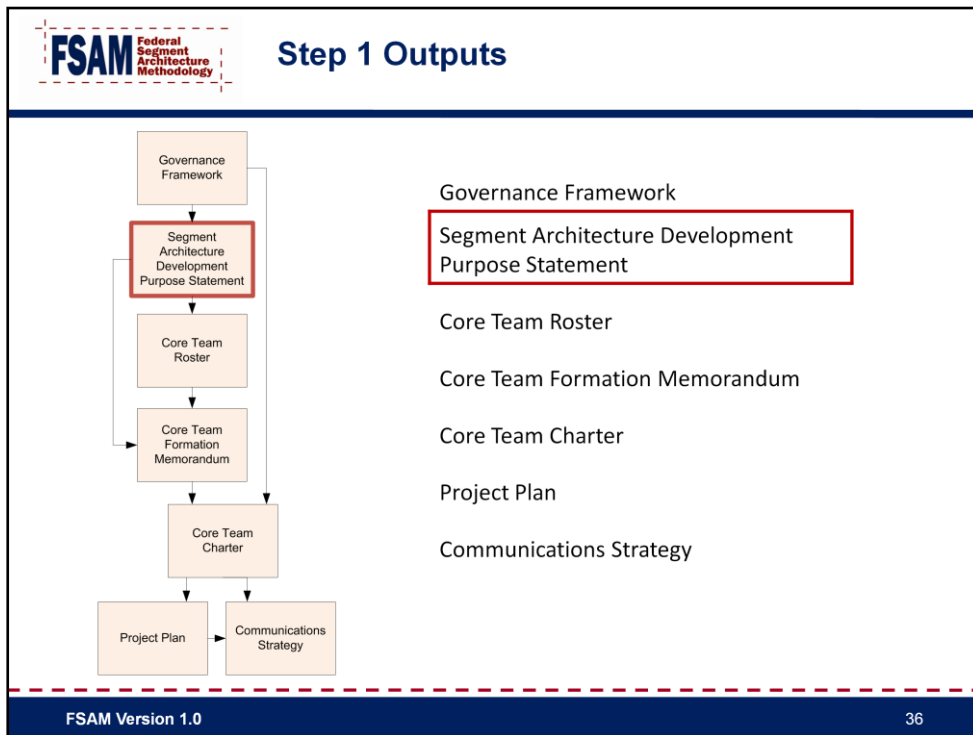 FSAM
Federal
Segment
Architecture
Methodology
Step 1 Outputs
Governance
Framework
Segment
Architecture
Development
Purpose Statement
Core Team
Roster
Core Team
Formation
Memorandum
Core Team
Charter
Project Plan
Communications
Strategy
Governance Framework
Segment Architecture Development
Purpose Statement
Core Team Roster
Core Team Formation Memorandum
Core Team Charter
Project Plan
Communications Strategy
FSAM Version 1.0
36